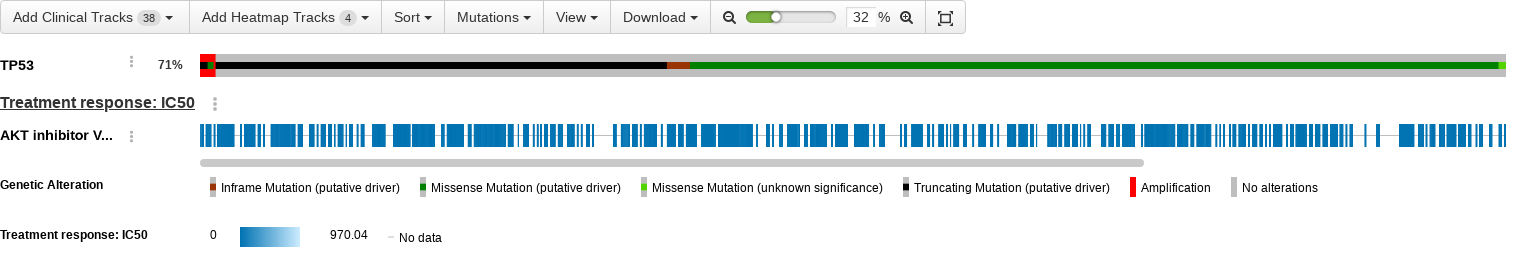 Add Clinical Tracks 38 Add Heatmap Tracks 4 Sort Mutations View Download 32 %
TP53 71%
Treatment response: IC50
AKT inhibitor V...
Genetic Alteration Inframe Mutation (putative driver) Missense Mutation (putative driver) Missense Mutation (unknown significance) Truncating Mutation (putative driver) Amplification No alterations
Treatment response: IC50 0 970.04 No data